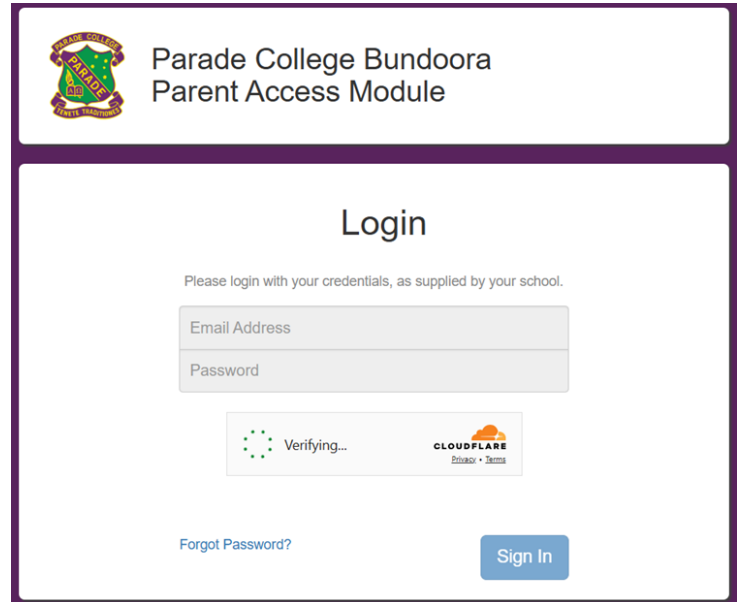 PARADE COLLEGE
PARADE
TENETE TRADITIONES
Parade College Bundoora
Parent Access Module
Login
Please login with your credentials, as supplied by your school.
Email Address
Password
Verifying...
CLOUDFLARE
Privacy • Terms
Forgot Password?
Sign In